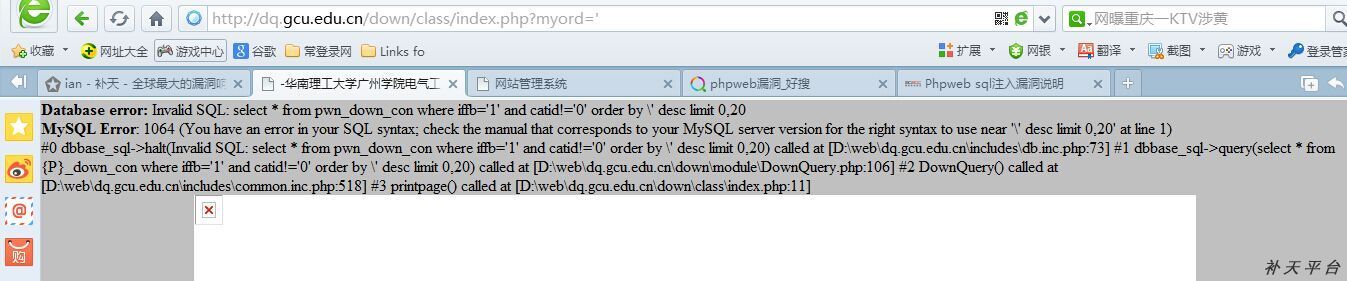 http://dq.gcu.edu.cn/down/class/index.php?myord='
网曝重庆一KTV涉黄
收藏 网址大全 游戏中心 谷歌 常登录网 Links fo 扩展 网银 翻译 截图 游戏 登录管家
ian - 补天 - 全球最大的漏洞响 -华南理工大学广州学院电气工 网站管理系统 phpweb漏洞_好搜 Phpweb sql注入漏洞说明
Database error: Invalid SQL: select * from pwn_down_con where iffb='1' and catid!='0' order by \' desc limit 0,20
MySQL Error: 1064 (You have an error in your SQL syntax; check the manual that corresponds to your MySQL server version for the right syntax to use near '\' desc limit 0,20' at line 1)
#0 dbbase_sql->halt(Invalid SQL: select * from pwn_down_con where iffb='1' and catid!='0' order by \' desc limit 0,20) called at [D:\web\dq.gcu.edu.cn\includes\db.inc.php:73] #1 dbbase_sql->query(select * from
{P}_down_con where iffb='1' and catid!='0' order by \' desc limit 0,20) called at [D:\web\dq.gcu.edu.cn\down\module\DownQuery.php:106] #2 DownQuery() called at
[D:\web\dq.gcu.edu.cn\includes\common.inc.php:518] #3 printpage() called at [D:\web\dq.gcu.edu.cn\down\class\index.php:11]
补天平台